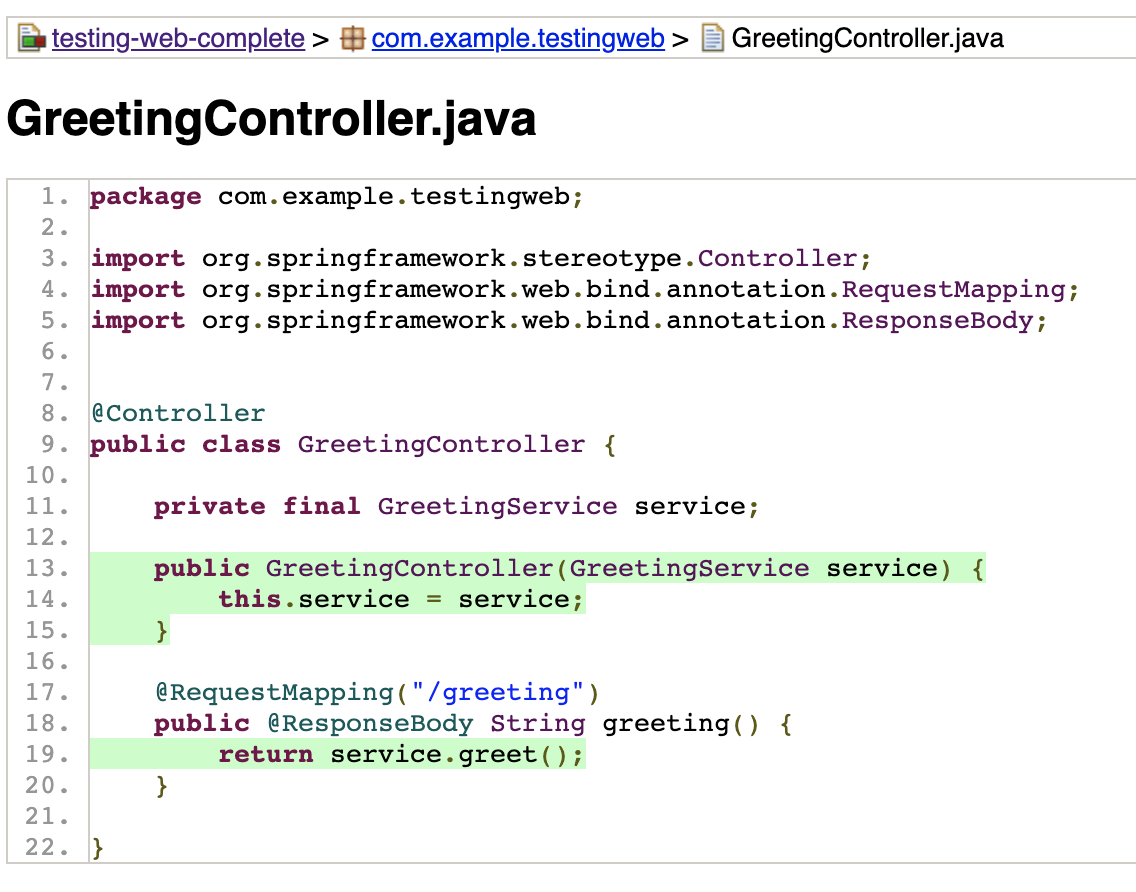 testing-web-complete > com.example.testingweb > GreetingController.java
GreetingController.java
1. package com.example.testingweb;
2.
3. import org.springframework.stereotype.Controller;
4. import org.springframework.web.bind.annotation.RequestMapping;
5. import org.springframework.web.bind.annotation.ResponseBody;
6.
7.
8. @Controller
9. public class GreetingController {
10.
11.     private final GreetingService service;
12.
13.     public GreetingController(GreetingService service) {
14.         this.service = service;
15.     }
16.
17.     @RequestMapping("/greeting")
18.     public @ResponseBody String greeting() {
19.         return service.greet();
20.     }
21.
22. }